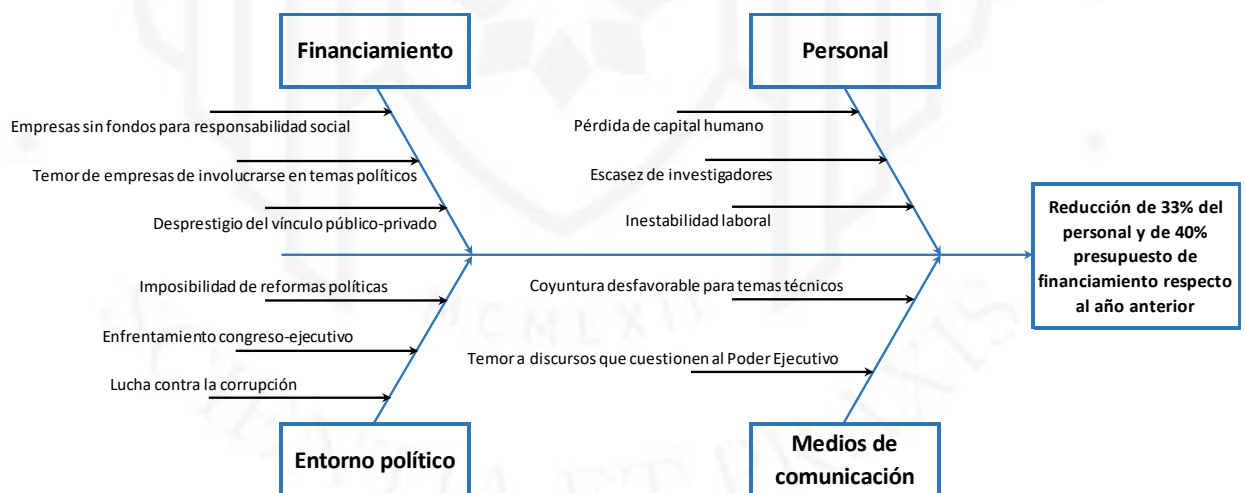 Financiamiento
Personal
Empresas sin fondos para responsabilidad social
Pérdida de capital humano
Temor de empresas de involucrarse en temas políticos
Escasez de investigadores
Desprestigio del vínculo público-privado
Inestabilidad laboral
Reducción de 33% del
personal y de 40%
presupuesto de
financiamiento respecto
al año anterior
Imposibilidad de reformas políticas
Coyuntura desfavorable para temas técnicos
Enfrentamiento congreso-ejecutivo
Temor a discursos que cuestionen al Poder Ejecutivo
Lucha contra la corrupción
Entorno político
Medios de
comunicación